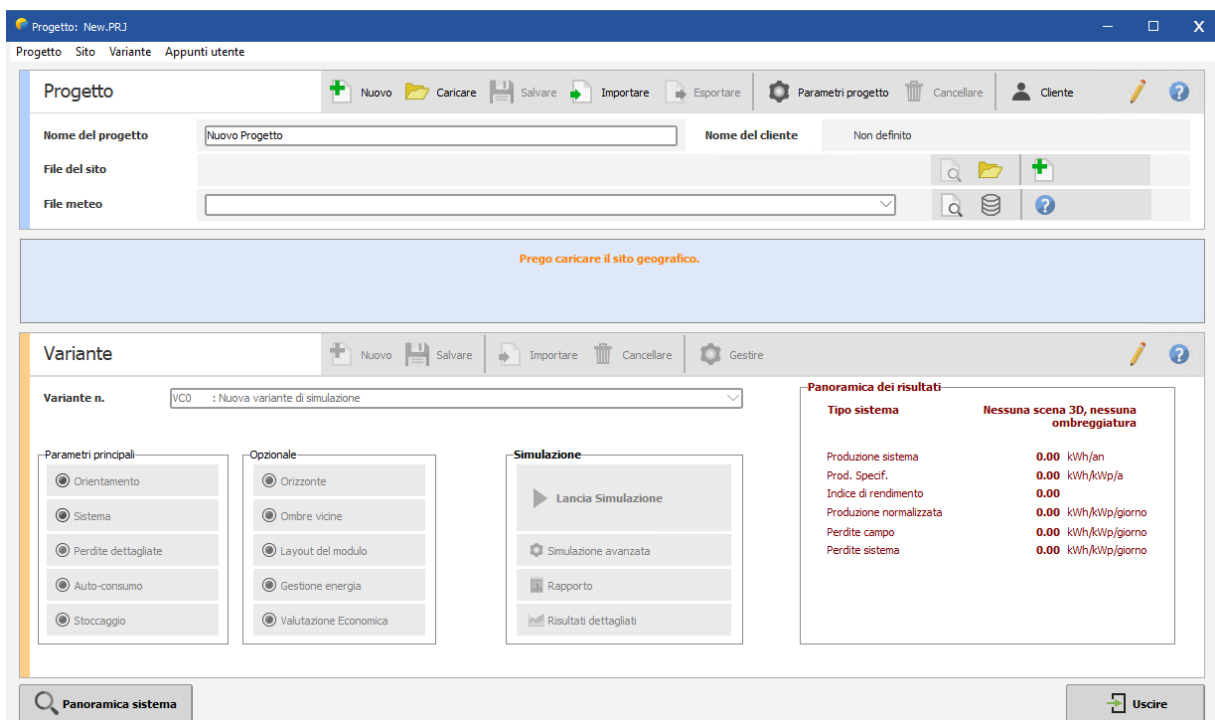 Progetto: New.PRJ
Progetto Sito Variante Appunti utente
Progetto Nuovo Caricare Salvare Importare Esportare Parametri progetto Cancellare Cliente
Nome del progetto Nuovo Progetto Nome del cliente Non definito
File del sito
File meteo
Prego caricare il sito geografico.
Variante Nuovo Salvare Importare Cancellare Gestire
Variante n. VC0 : Nuova variante di simulazione
Parametri principali
Orientamento
Sistema
Perdite dettagliate
Auto-consumo
Stoccaggio
Opzionale
Orizzonte
Ombre vicine
Layout del modulo
Gestione energia
Valutazione Economica
Simulazione
Lancia Simulazione
Simulazione avanzata
Rapporto
Risultati dettagliati
Panoramica dei risultati
Tipo sistema Nessuna scena 3D, nessuna
ombreggiatura
Produzione sistema 0.00 kWh/an
Prod. Specif. 0.00 kWh/kWp/a
Indice di rendimento 0.00
Produzione normalizzata 0.00 kWh/kWp/giorno
Perdite campo 0.00 kWh/kWp/giorno
Perdite sistema 0.00 kWh/kWp/giorno
Panoramica sistema Uscire